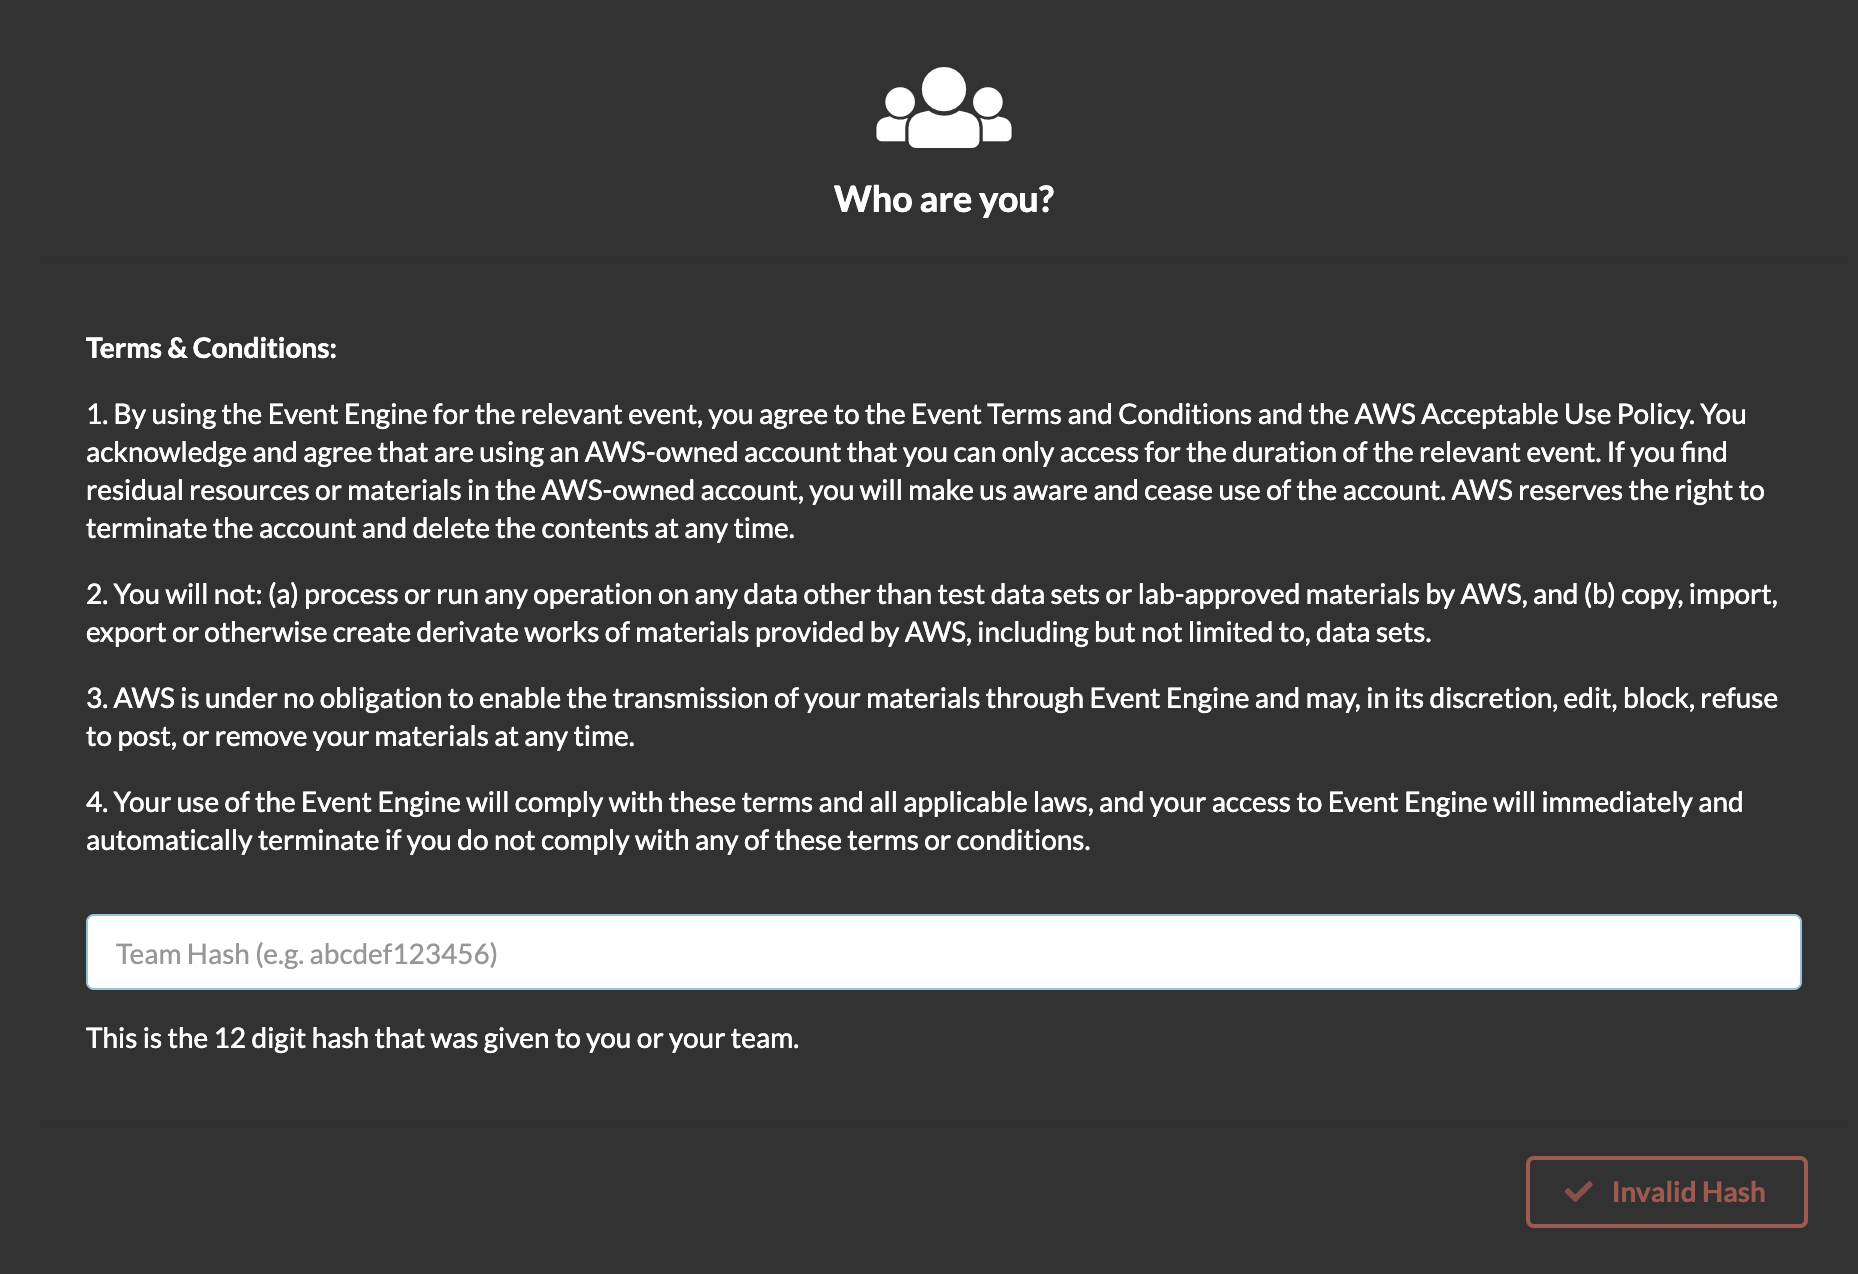 Who are you?
Terms & Conditions:
1. By using the Event Engine for the relevant event, you agree to the Event Terms and Conditions and the AWS Acceptable Use Policy. You
acknowledge and agree that are using an AWS-owned account that you can only access for the duration of the relevant event. If you find
residual resources or materials in the AWS-owned account, you will make us aware and cease use of the account. AWS reserves the right to
terminate the account and delete the contents at any time.
2. You will not: (a) process or run any operation on any data other than test data sets or lab-approved materials by AWS, and (b) copy, import,
export or otherwise create derivate works of materials provided by AWS, including but not limited to, data sets.
3. AWS is under no obligation to enable the transmission of your materials through Event Engine and may, in its discretion, edit, block, refuse
to post, or remove your materials at any time.
4. Your use of the Event Engine will comply with these terms and all applicable laws, and your access to Event Engine will immediately and
automatically terminate if you do not comply with any of these terms or conditions.
Team Hash (e.g. abcdef123456)
This is the 12 digit hash that was given to you or your team.
Invalid Hash